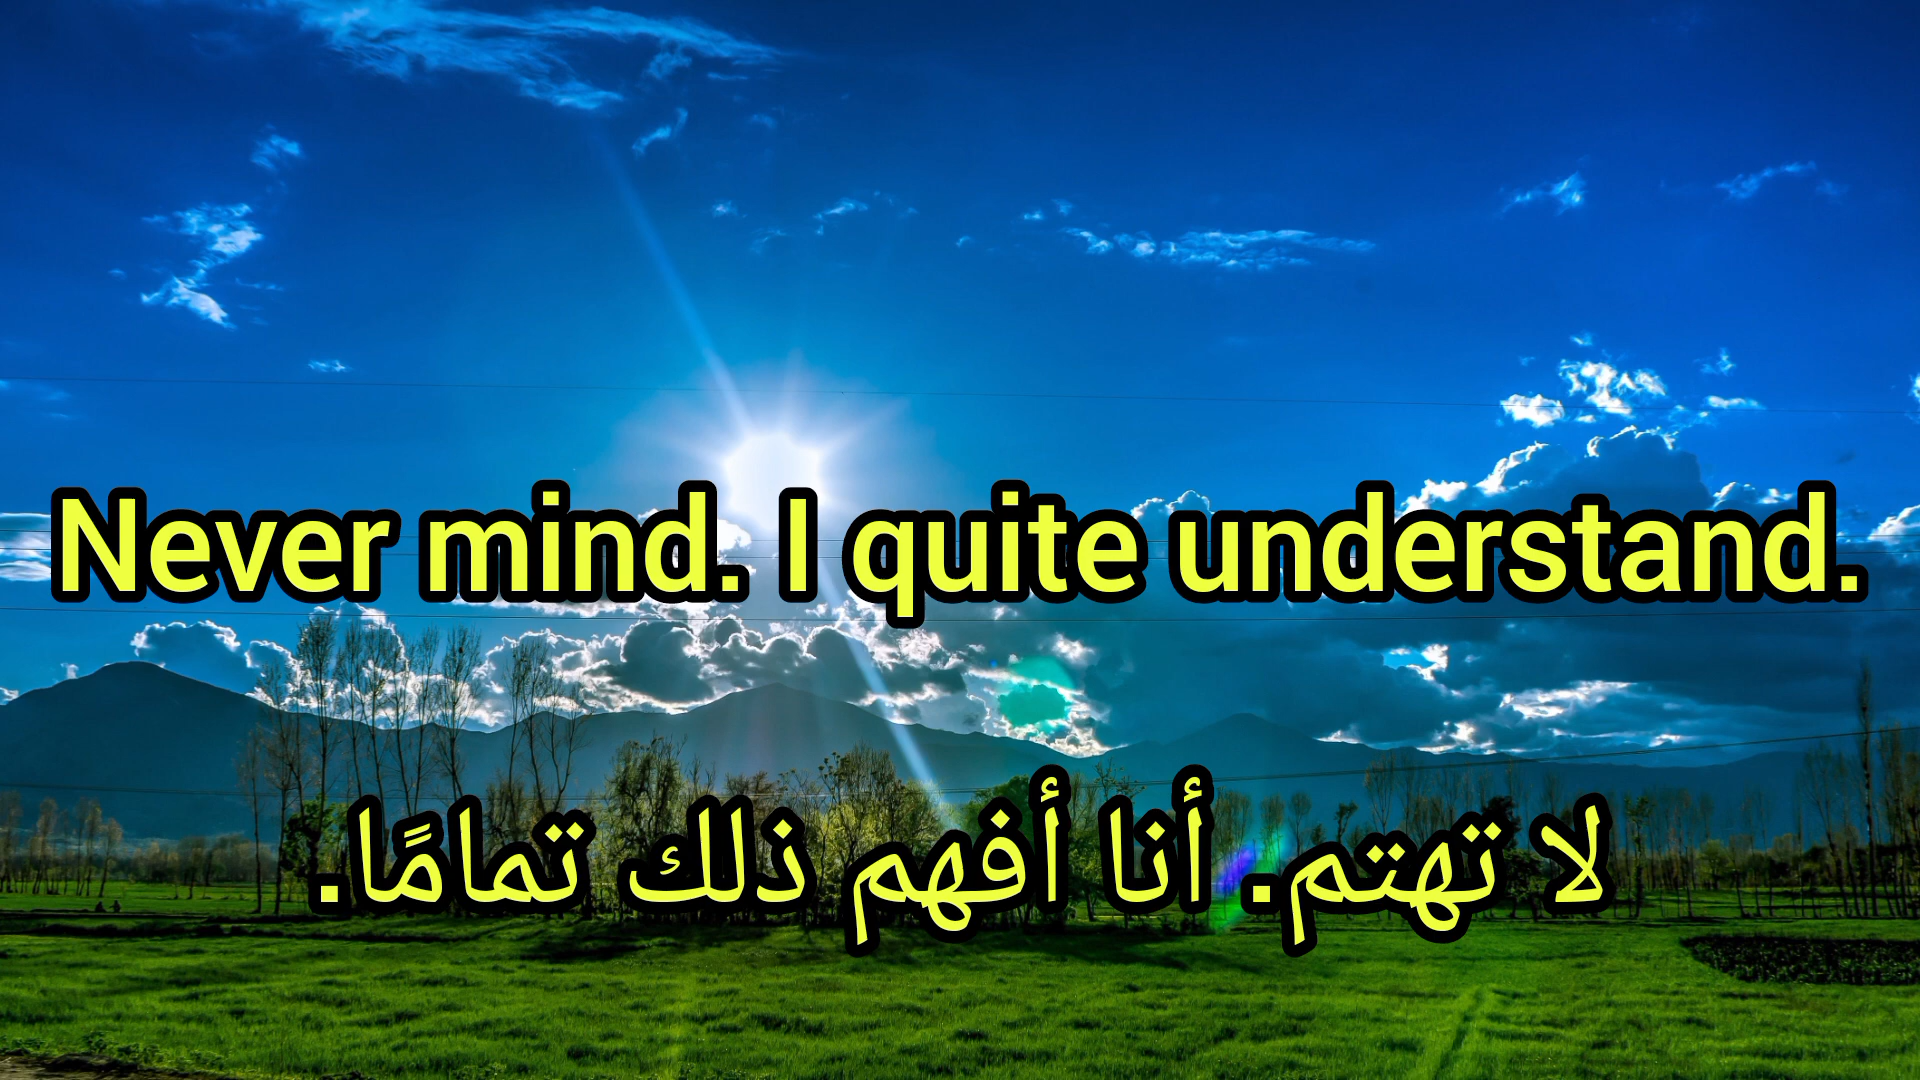 Never mind. I quite understand.
لا تهتم. أنا أفهم ذلك تمامًا.